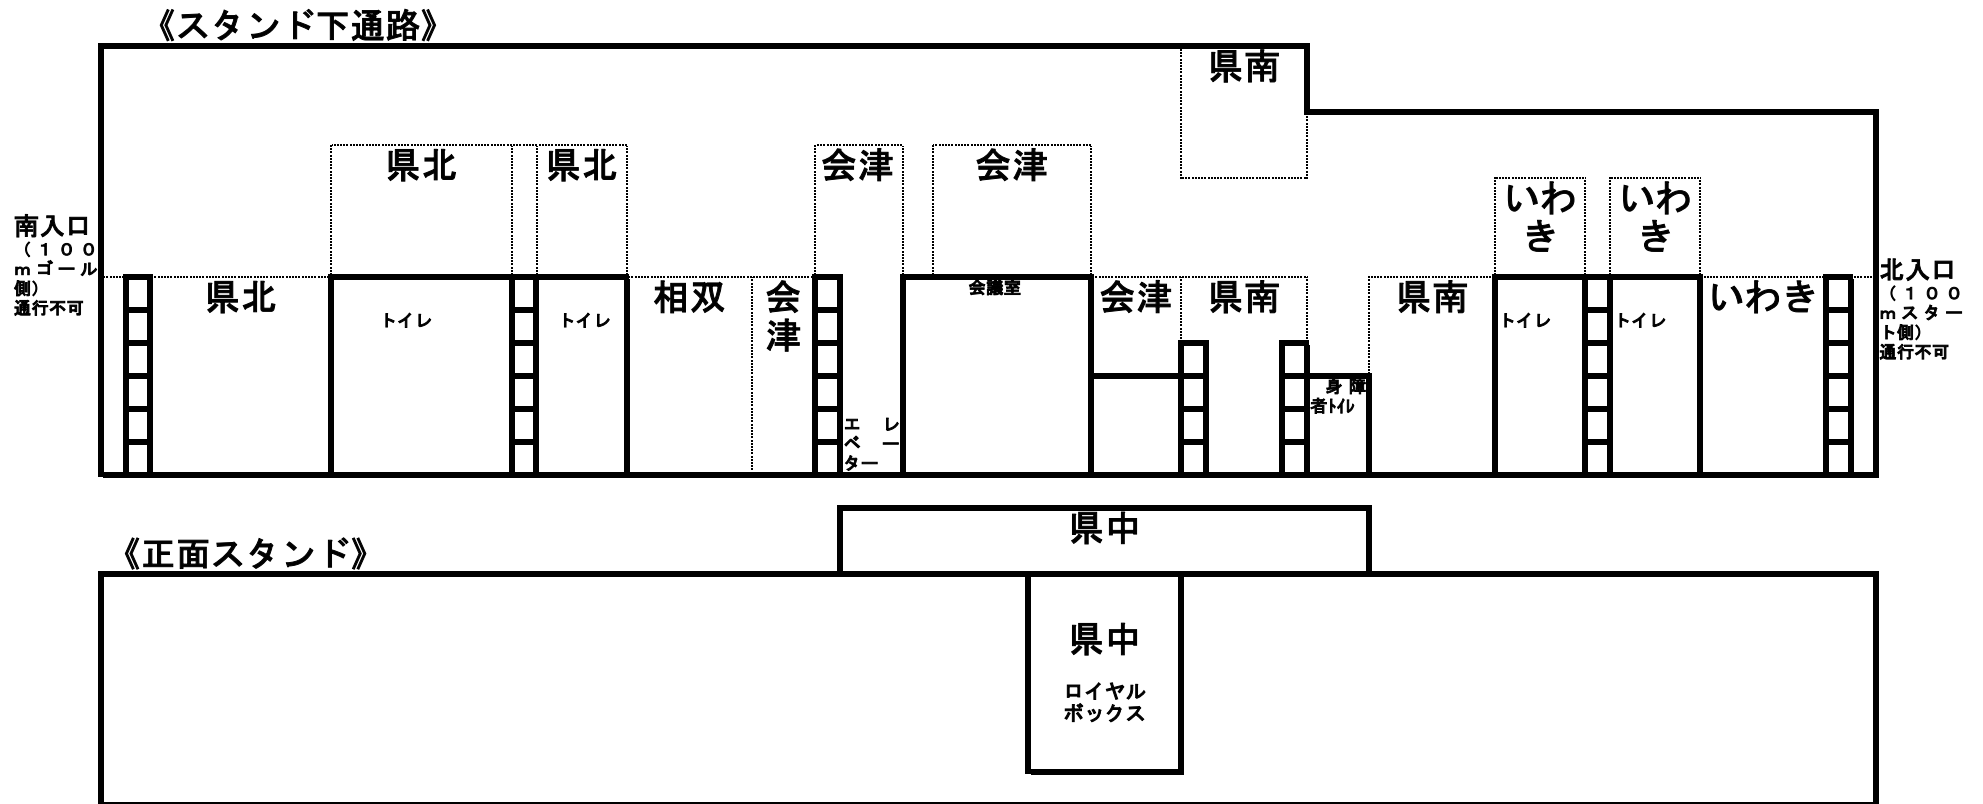 《スタンド下通路》
県南
県北
県北
会津
会津
いわ
き
いわ
き
南入口
（１００
ｍゴール
側）
通行不可
北入口
（１００
ｍスター
ト側）
通行不可
県北
トイレ
トイレ
相双
会
津
エレ
ベー
ター
会議室
会津
県南
身障
者ﾄｲﾚ
県南
トイレ
トイレ
いわき
県中
《正面スタンド》
県中
ロイヤル
ボックス